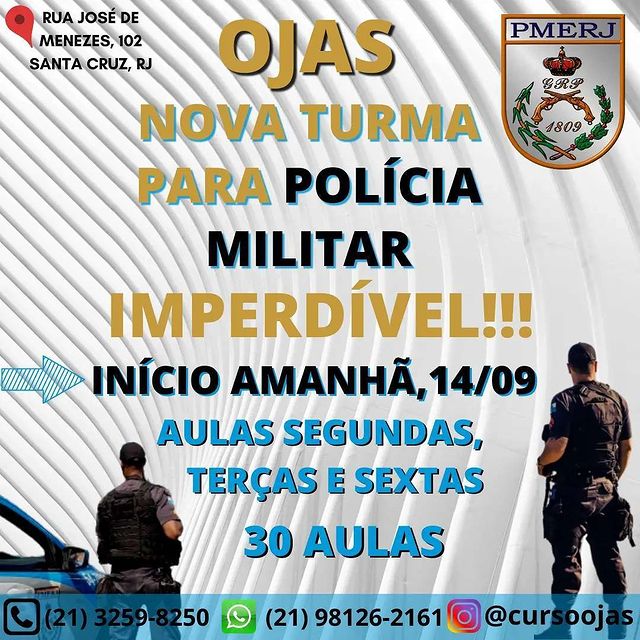 RUA JOSÉ DE
MENEZES, 102
SANTA CRUZ, RJ
OJAS
PMERJ
GRP
1809
NOVA TURMA
PARA POLÍCIA
MILITAR
IMPERDÍVEL!!!
INÍCIO AMANHÃ,14/09
AULAS SEGUNDAS,
TERÇAS E SEXTAS
30 AULAS
(21) 3259-8250 (21) 98126-2161 @cursoojas